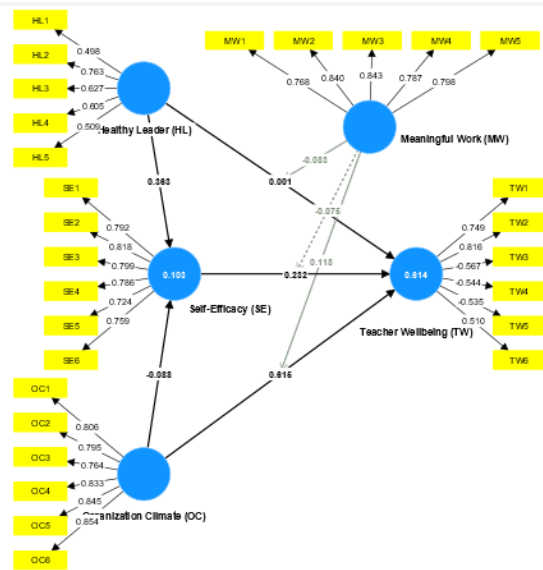 HL1
HL2
HL3
HL4
HL5
0.498
0.763
0.627
0.605
0.509
Healthy Leader (HL)
MW1
MW2
MW3
MW4
MW5
0.768
0.840
0.843
0.787
0.798
Meaningful Work (MW)
-0.083
0.363
0.001
-0.075
0.118
SE1
SE2
SE3
SE4
SE5
SE6
0.792
0.818
0.799
0.786
0.724
0.759
0.103
Self-Efficacy (SE)
0.232
0.614
Teacher Wellbeing (TW)
TW1
TW2
TW3
TW4
TW5
TW6
0.749
0.816
-0.567
-0.544
-0.535
0.510
-0.088
0.615
OC1
OC2
OC3
OC4
OC5
OC6
0.806
0.795
0.764
0.833
0.845
0.854
Organization Climate (OC)